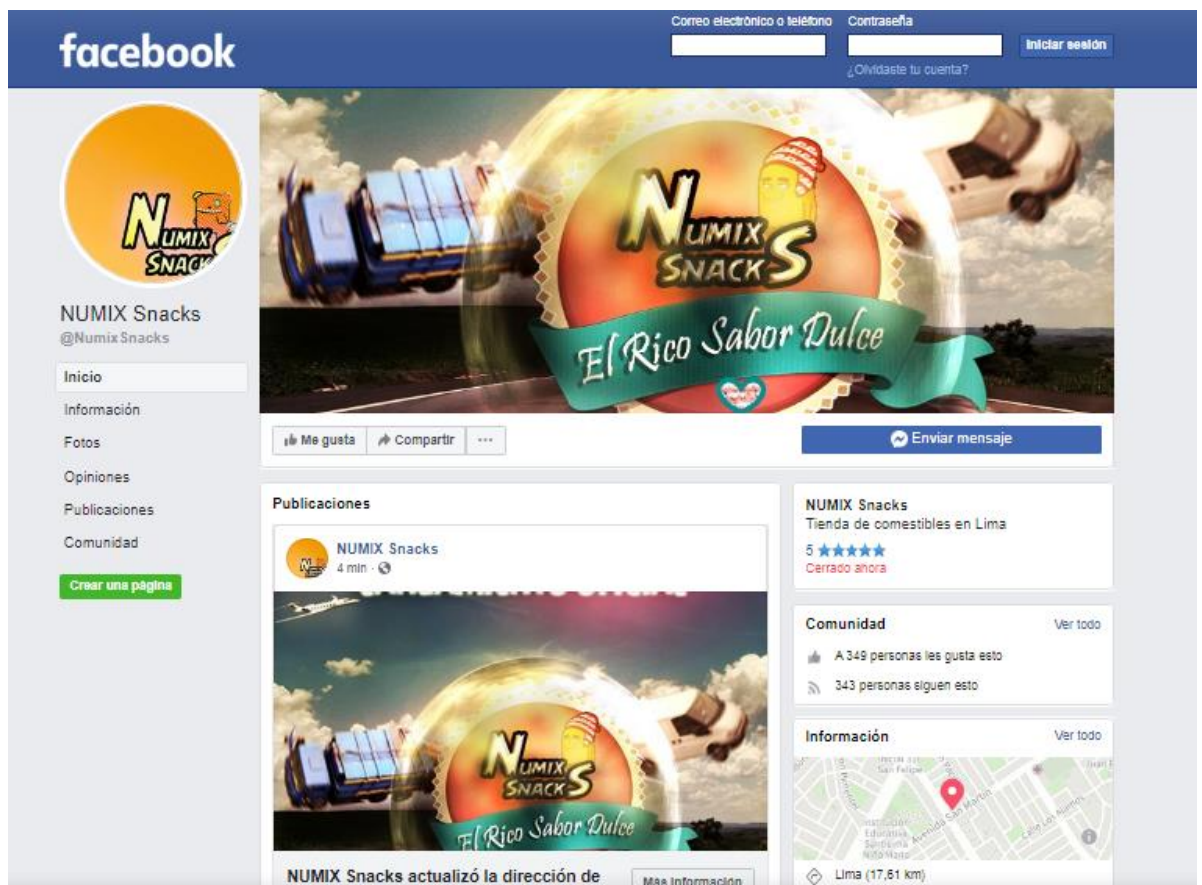 facebook
Correo electrónico o teléfono
Contraseña
Iniciar sesión
¿Olvidaste tu cuenta?
NUMIX
SNACK
NUMIX Snacks
@NumixSnacks
Inicio
Información
Fotos
Opiniones
Publicaciones
Comunidad
Crear una página
NUMIX
SNACKS
El Rico Sabor Dulce
Me gusta
Compartir
Enviar mensaje
Publicaciones
NUMIX Snacks
4 min
NUMIX
SNACKS
El Rico Sabor Dulce
NUMIX Snacks actualizó la dirección de
Más información
NUMIX Snacks
Tienda de comestibles en Lima
5
Cerrado ahora
Comunidad
Ver todo
A 349 personas les gusta esto
343 personas siguen esto
Información
Ver todo
San Felipe
Avenida San Martín
Educativa
Lima (17,61 km)